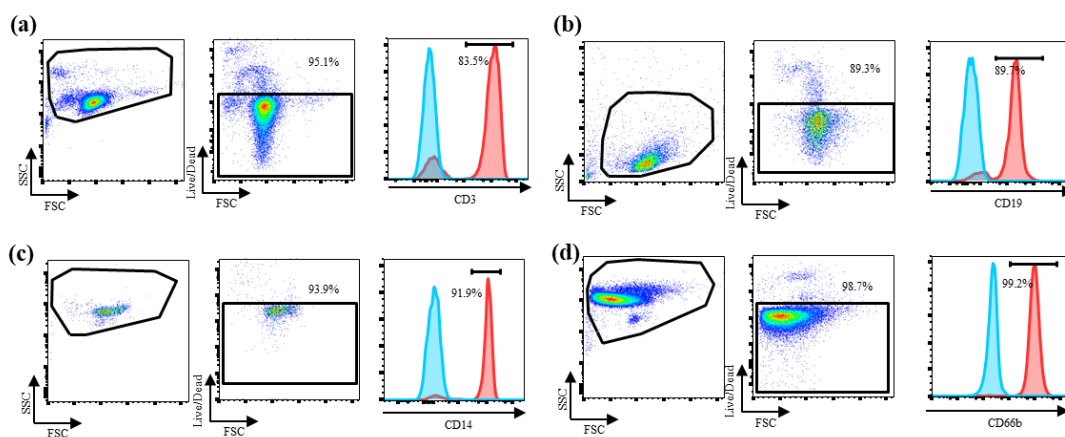 (a)
95.1%
83.5%
SSC
FSC
Live/Dead
FSC
CD3
(b)
89.3%
89.7%
SSC
FSC
Live/Dead
FSC
CD19
(c)
93.9%
91.9%
SSC
FSC
Live/Dead
FSC
CD14
(d)
98.7%
99.2%
SSC
FSC
Live/Dead
FSC
CD66b